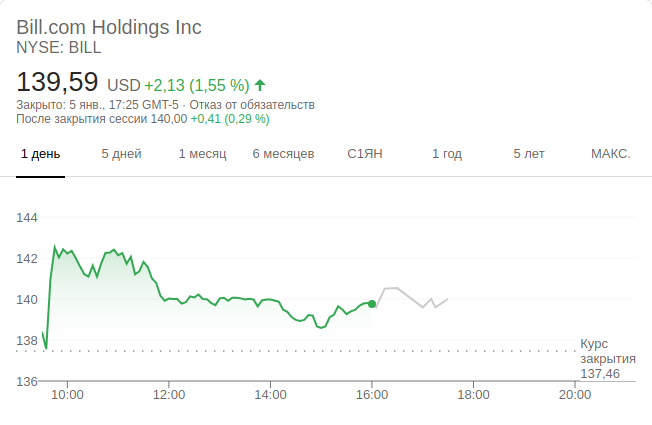 Bill.com Holdings Inc
NYSE: BILL
139,59 USD +2,13 (1,55 %)
Закрыто: 5 янв., 17:25 GMT-5 · Отказ от обязательств
После закрытия сессии 140,00 +0,41 (0,29 %)
1 день 5 дней 1 месяц 6 месяцев С1ЯН 1 год 5 лет МАКС.
144
142
140
138
Курс
закрытия
137,46
136
10:00 12:00 14:00 16:00 18:00 20:00